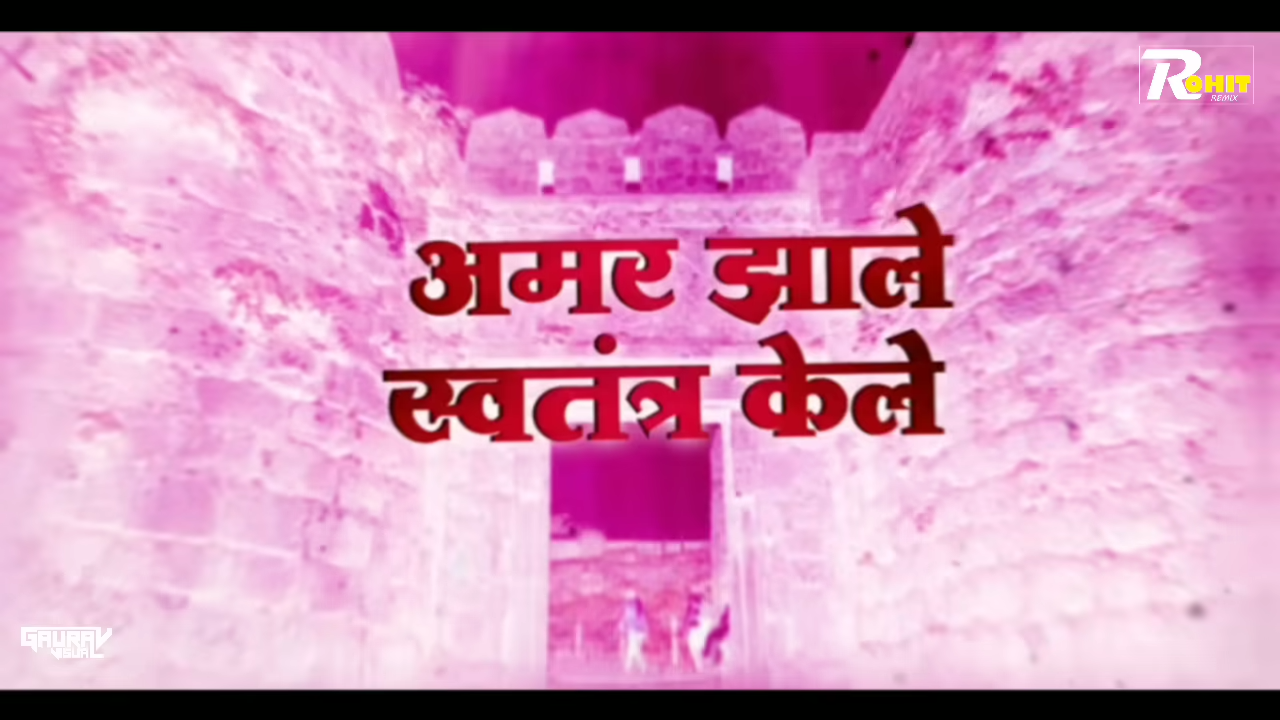 ROHIT
REMIX
अमर झाले
स्वतंत्र केले
GAURAV
VISUAL